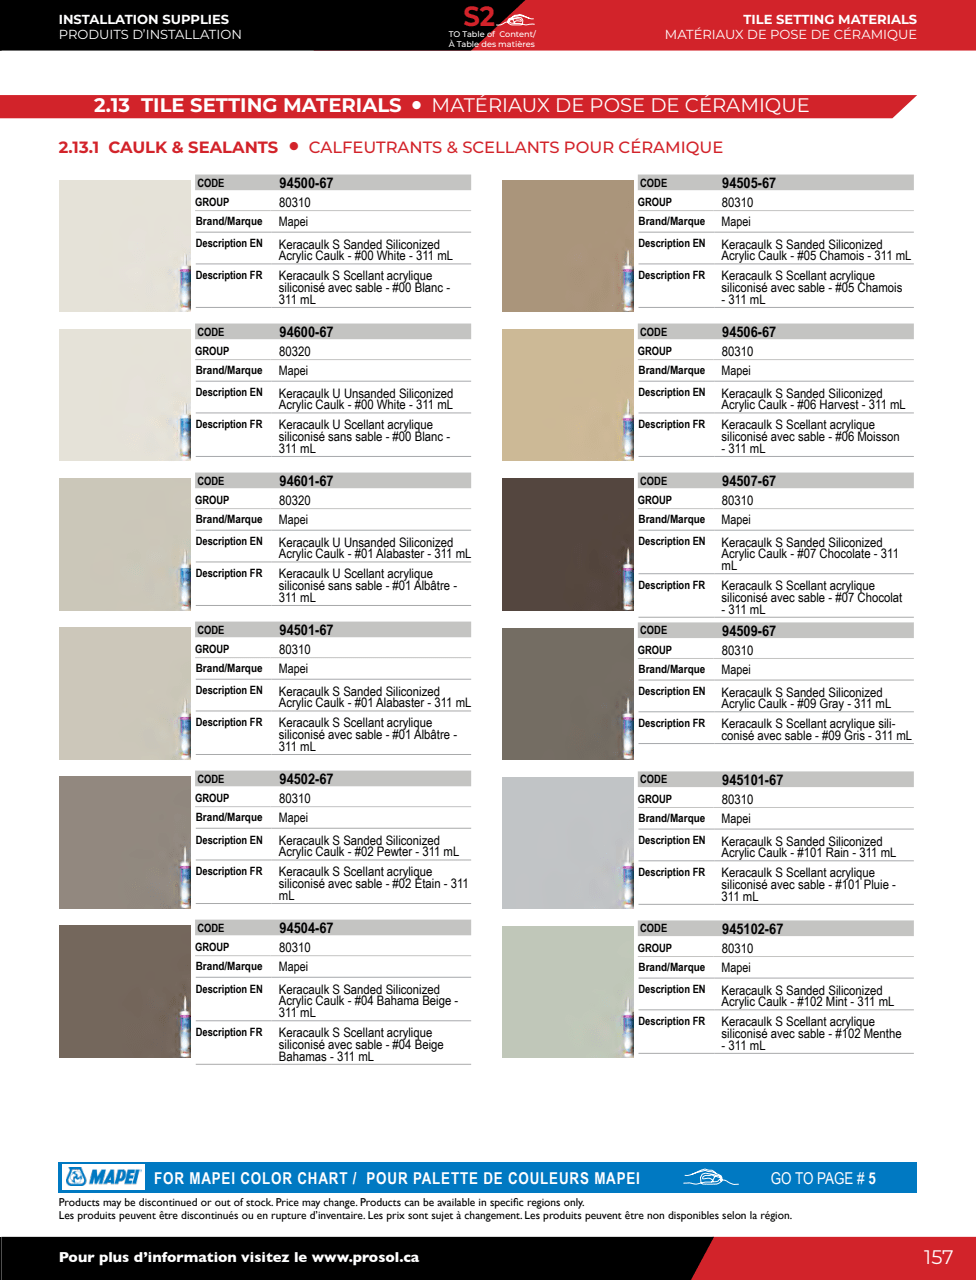 INSTALLATION SUPPLIES
PRODUITS D'INSTALLATION
S2
TO Table of Content/
À Table des matières
TILE SETTING MATERIALS
MATÉRIAUX DE POSE DE CÉRAMIQUE
2.13 TILE SETTING MATERIALS • MATÉRIAUX DE POSE DE CÉRAMIQUE
2.13.1 CAULK & SEALANTS • CALFEUTRANTS & SCELLANTS POUR CÉRAMIQUE
CODE 94500-67
GROUP 80310
Brand/Marque Mapei
Description EN Keracaulk S Sanded Siliconized
Acrylic Caulk - #00 White - 311 mL
Description FR Keracaulk S Scellant acrylique
siliconisé avec sable - #00 Blanc -
311 mL
CODE 94600-67
GROUP 80320
Brand/Marque Mapei
Description EN Keracaulk U Unsanded Siliconized
Acrylic Caulk - #00 White - 311 mL
Description FR Keracaulk U Scellant acrylique
siliconisé sans sable - #00 Blanc -
311 mL
CODE 94601-67
GROUP 80320
Brand/Marque Mapei
Description EN Keracaulk U Unsanded Siliconized
Acrylic Caulk - #01 Alabaster - 311 mL
Description FR Keracaulk U Scellant acrylique
siliconisé sans sable - #01 Albâtre -
311 mL
CODE 94501-67
GROUP 80310
Brand/Marque Mapei
Description EN Keracaulk S Sanded Siliconized
Acrylic Caulk - #01 Alabaster - 311 mL
Description FR Keracaulk S Scellant acrylique
siliconisé avec sable - #01 Albâtre -
311 mL
CODE 94502-67
GROUP 80310
Brand/Marque Mapei
Description EN Keracaulk S Sanded Siliconized
Acrylic Caulk - #02 Pewter - 311 mL
Description FR Keracaulk S Scellant acrylique
siliconisé avec sable - #02 Étain - 311
mL
CODE 94504-67
GROUP 80310
Brand/Marque Mapei
Description EN Keracaulk S Sanded Siliconized
Acrylic Caulk - #04 Bahama Beige -
311 mL
Description FR Keracaulk S Scellant acrylique
siliconisé avec sable - #04 Beige
Bahamas - 311 mL
CODE 94505-67
GROUP 80310
Brand/Marque Mapei
Description EN Keracaulk S Sanded Siliconized
Acrylic Caulk - #05 Chamois - 311 mL
Description FR Keracaulk S Scellant acrylique
siliconisé avec sable - #05 Chamois
- 311 mL
CODE 94506-67
GROUP 80310
Brand/Marque Mapei
Description EN Keracaulk S Sanded Siliconized
Acrylic Caulk - #06 Harvest - 311 mL
Description FR Keracaulk S Scellant acrylique
siliconisé avec sable - #06 Moisson
- 311 mL
CODE 94507-67
GROUP 80310
Brand/Marque Mapei
Description EN Keracaulk S Sanded Siliconized
Acrylic Caulk - #07 Chocolate - 311
mL
Description FR Keracaulk S Scellant acrylique
siliconisé avec sable - #07 Chocolat
- 311 mL
CODE 94509-67
GROUP 80310
Brand/Marque Mapei
Description EN Keracaulk S Sanded Siliconized
Acrylic Caulk - #09 Gray - 311 mL
Description FR Keracaulk S Scellant acrylique sili-
conisé avec sable - #09 Gris - 311 mL
CODE 945101-67
GROUP 80310
Brand/Marque Mapei
Description EN Keracaulk S Sanded Siliconized
Acrylic Caulk - #101 Rain - 311 mL
Description FR Keracaulk S Scellant acrylique
siliconisé avec sable - #101 Pluie -
311 mL
CODE 945102-67
GROUP 80310
Brand/Marque Mapei
Description EN Keracaulk S Sanded Siliconized
Acrylic Caulk - #102 Mint - 311 mL
Description FR Keracaulk S Scellant acrylique
siliconisé avec sable - #102 Menthe
- 311 mL
MAPEI FOR MAPEI COLOR CHART / POUR PALETTE DE COULEURS MAPEI GO TO PAGE # 5
Products may be discontinued or out of stock. Price may change. Products can be available in specific regions only.
Les produits peuvent être discontinués ou en rupture d'inventaire. Les prix sont sujet à changement. Les produits peuvent être non disponibles selon la région.
Pour plus d'information visitez le www.prosol.ca
157